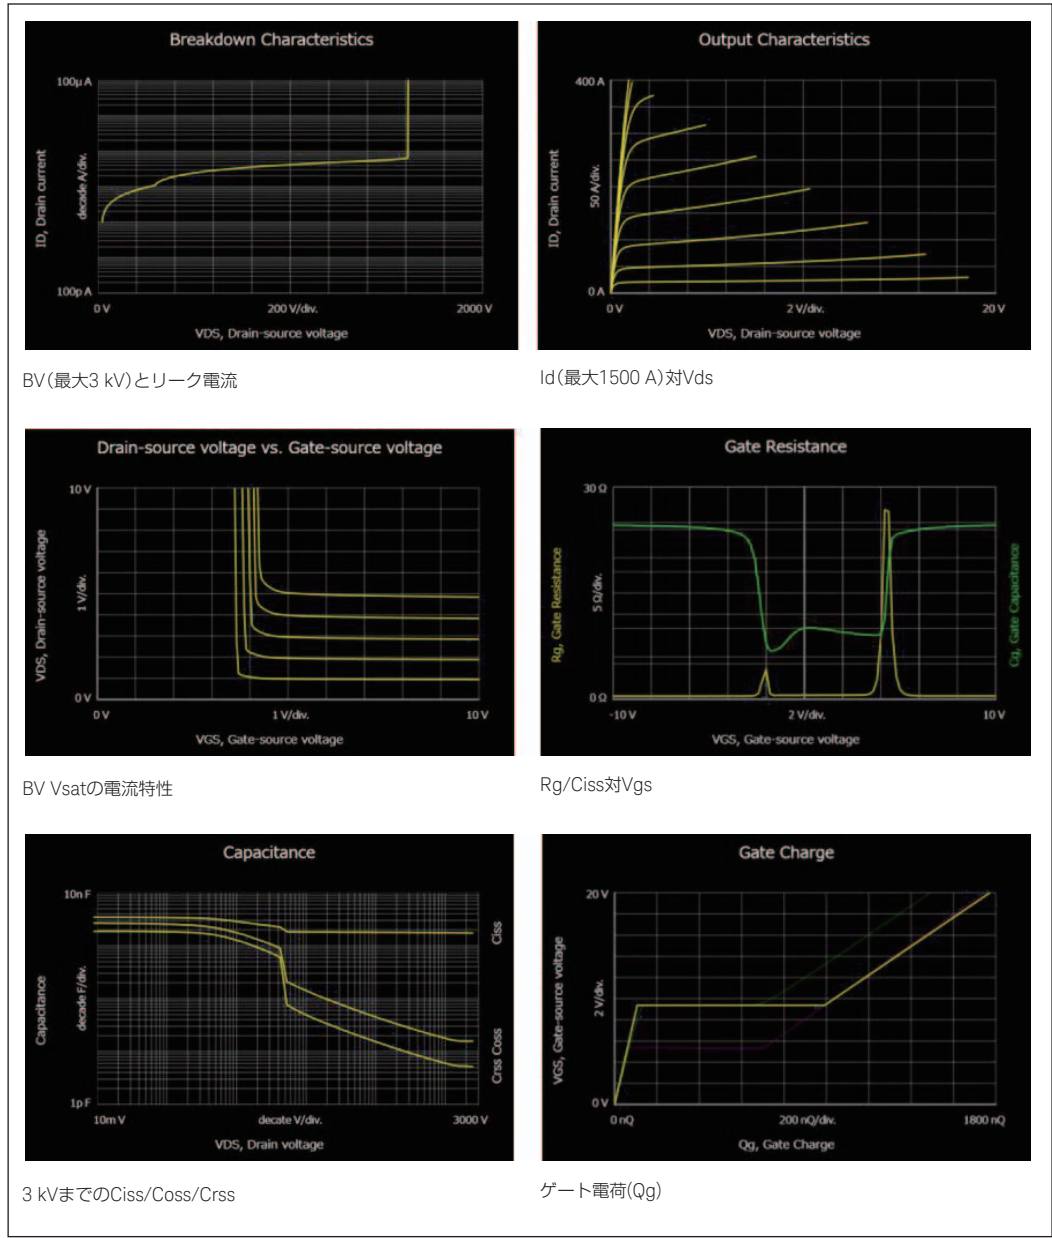 Breakdown Characteristics
100μ A
ID, Drain current
decade A/div.
100p A
0 V
200 V/div.
2000 V
VDS, Drain-source voltage
BV(最大3 kV)とリーク電流
Output Characteristics
400 A
ID, Drain current
50 A/div.
0 A
0 V
2 V/div.
20 V
VDS, Drain-source voltage
Id(最大1500 A)対Vds
Drain-source voltage vs. Gate-source voltage
10 V
VDS, Drain-source voltage
1 V/div.
0 V
0 V
1 V/div.
10 V
VGS, Gate-source voltage
BV Vsatの電流特性
Gate Resistance
30 Ω
Rg, Gate Resistance
5 Ω/div.
Cg, Gate Capacitance
0 Ω
-10 V
2 V/div.
10 V
VGS, Gate-source voltage
Rg/Ciss対Vgs
Capacitance
10n F
Capacitance
decade F/div.
Ciss
Crss Coss
1p F
10m V
decate V/div.
3000 V
VDS, Drain voltage
3 kVまでのCiss/Coss/Crss
Gate Charge
20 V
VGS, Gate-source voltage
2 V/div.
0 V
0 nQ
200 nQ/div.
1800 nQ
Qg, Gate Charge
ゲート電荷(Qg)